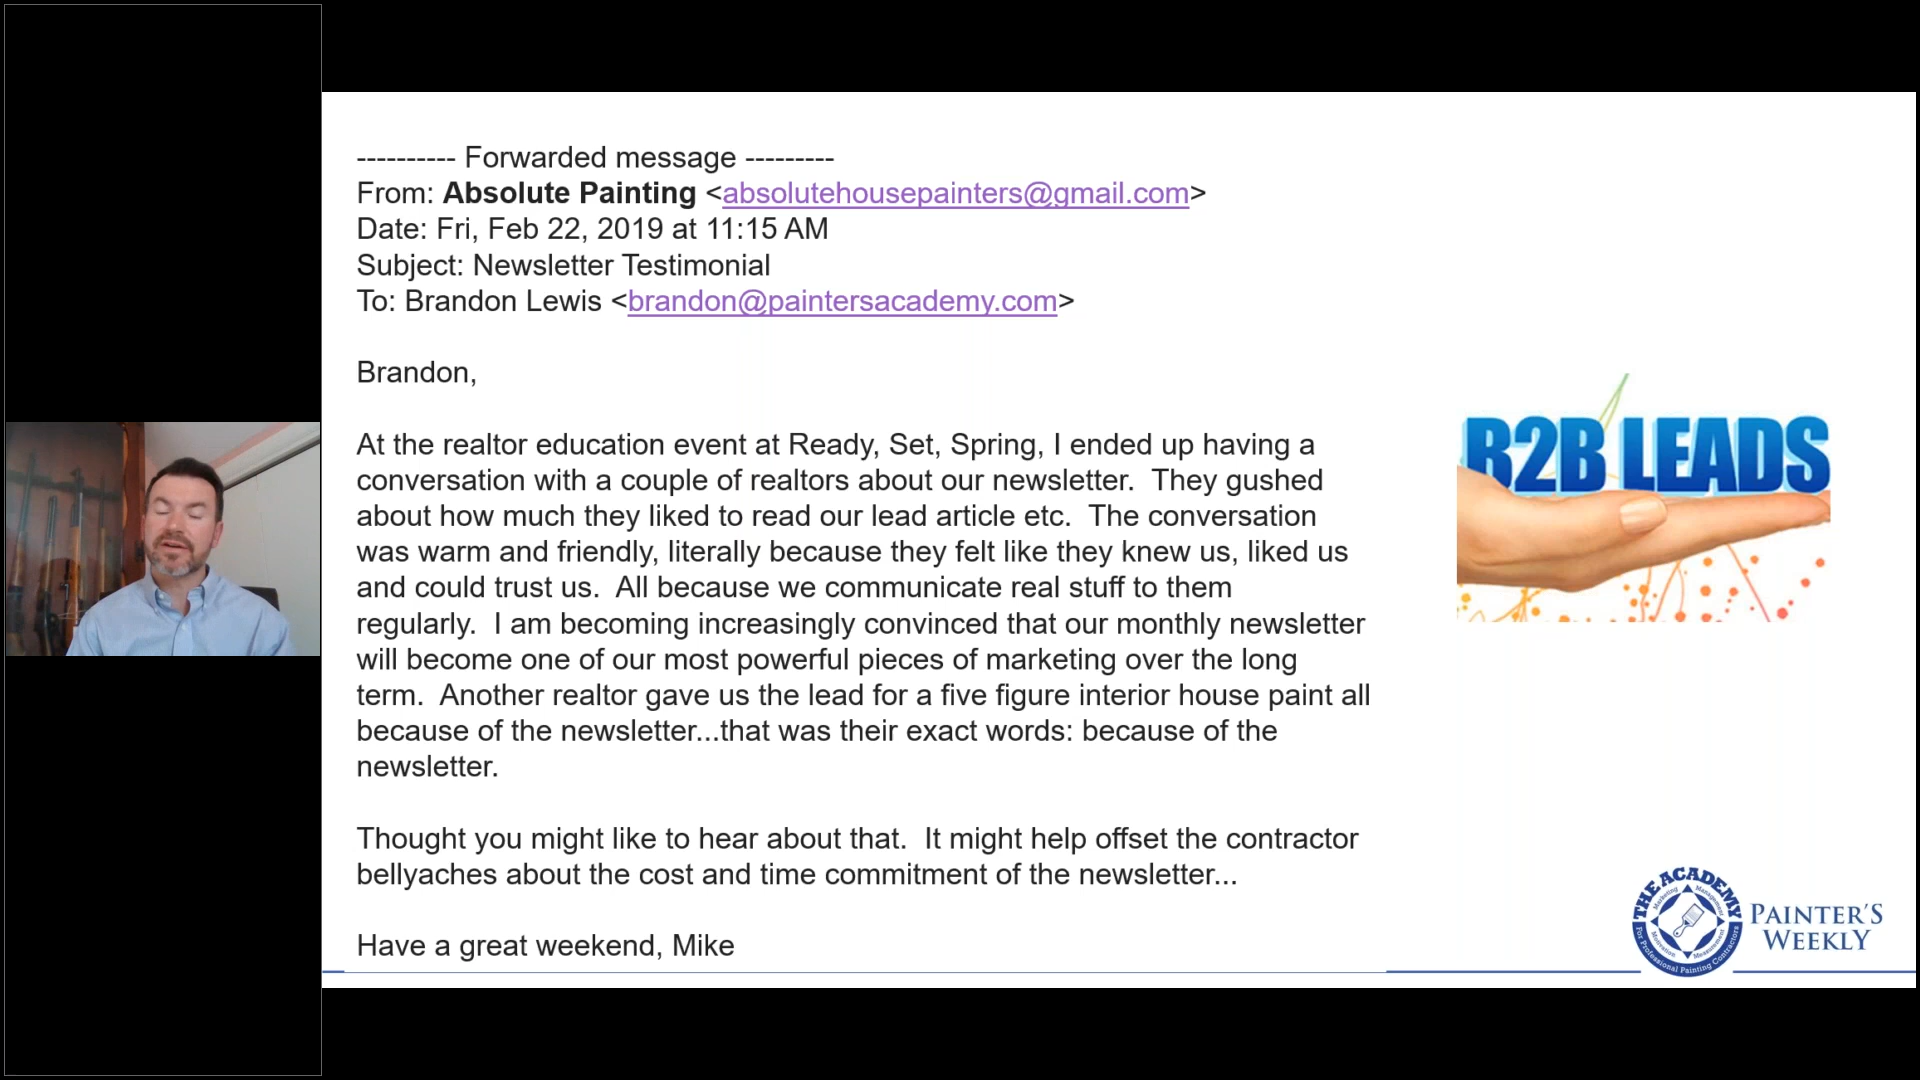 ---------- Forwarded message ---------
From: Absolute Painting <absolutehousepainters@gmail.com>
Date: Fri, Feb 22, 2019 at 11:15 AM
Subject: Newsletter Testimonial
To: Brandon Lewis <brandon@paintersacademy.com>
Brandon,
At the realtor education event at Ready, Set, Spring, I ended up having a
conversation with a couple of realtors about our newsletter.  They gushed
about how much they liked to read our lead article etc.  The conversation
was warm and friendly, literally because they felt like they knew us, liked us
and could trust us.  All because we communicate real stuff to them
regularly.  I am becoming increasingly convinced that our monthly newsletter
will become one of our most powerful pieces of marketing over the long
term.  Another realtor gave us the lead for a five figure interior house paint all
because of the newsletter...that was their exact words: because of the
newsletter.
Thought you might like to hear about that.  It might help offset the contractor
bellyaches about the cost and time commitment of the newsletter...
Have a great weekend, Mike
B2B LEADS
THE ACADEMY
Marketing
Management
Motivation
Measurement
For Professional Painting Contractors
PAINTER'S
WEEKLY